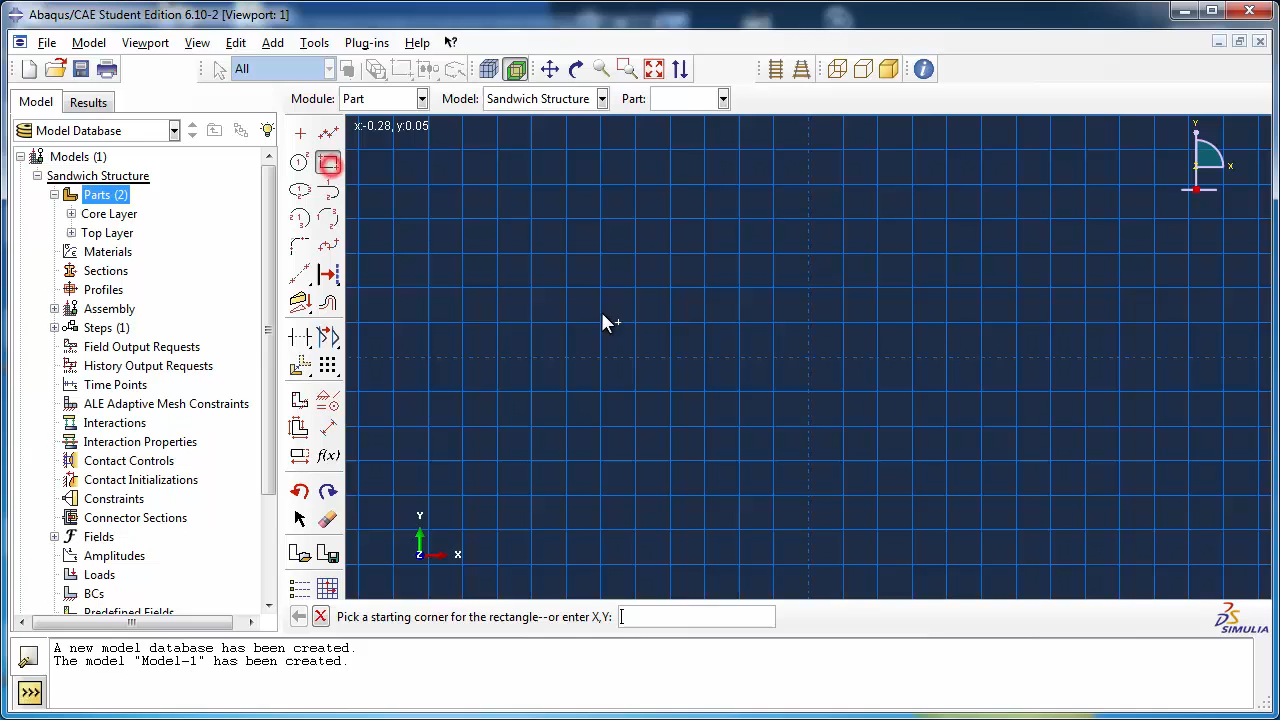 Abaqus/CAE Student Edition 6.10-2 [Viewport: 1]
File Model Viewport View Edit Add Tools Plug-ins Help
All
Model Results
Module: Part Model: Sandwich Structure Part:
Model Database
x:-0.28, y:0.05
Models (1)
Sandwich Structure
Parts (2)
Core Layer
Top Layer
Materials
Sections
Profiles
Assembly
Steps (1)
Field Output Requests
History Output Requests
Time Points
ALE Adaptive Mesh Constraints
Interactions
Interaction Properties
Contact Controls
Contact Initializations
Constraints
Connector Sections
Fields
Amplitudes
Loads
BCs
Predefined Fields
f(x)
Y
X
Z
Y
X
Z
Pick a starting corner for the rectangle--or enter X,Y:
SIMULIA
A new model database has been created.
The model "Model-1" has been created.
>>>